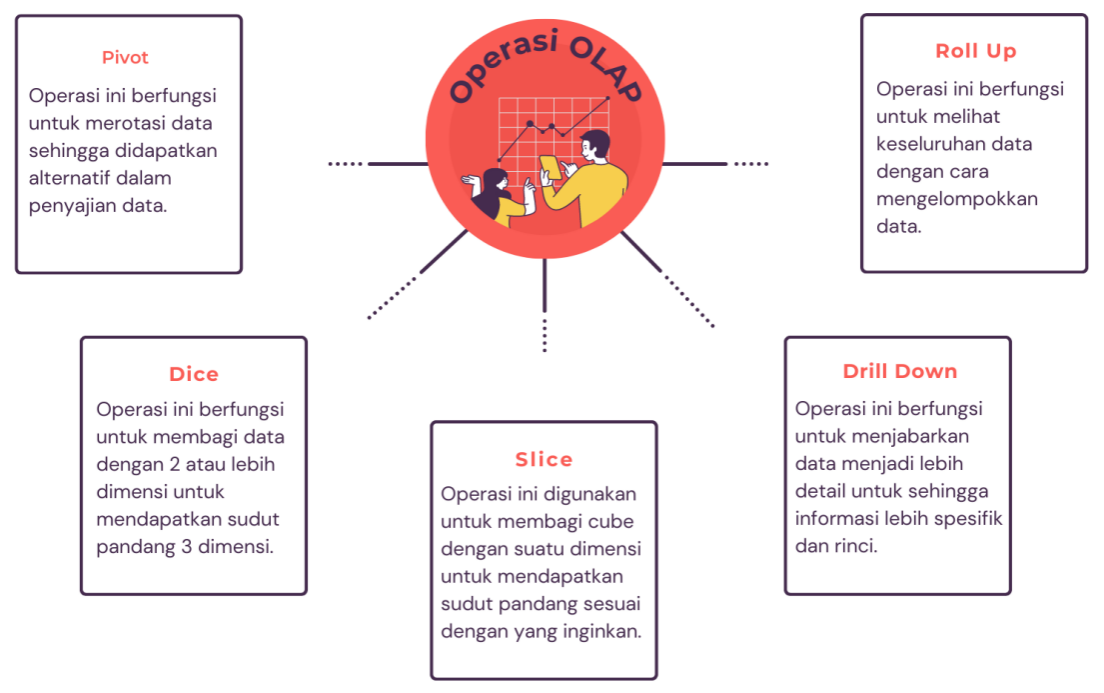 Operasi OLAP
Pivot
Operasi ini berfungsi
untuk merotasi data
sehingga didapatkan
alternatif dalam
penyajian data.
Roll Up
Operasi ini berfungsi
untuk melihat
keseluruhan data
dengan cara
mengelompokkan
data.
Dice
Operasi ini berfungsi
untuk membagi data
dengan 2 atau lebih
dimensi untuk
mendapatkan sudut
pandang 3 dimensi.
Slice
Operasi ini digunakan
untuk membagi cube
dengan suatu dimensi
untuk mendapatkan
sudut pandang sesuai
dengan yang inginkan.
Drill Down
Operasi ini berfungsi
untuk menjabarkan
data menjadi lebih
detail untuk sehingga
informasi lebih spesifik
dan rinci.